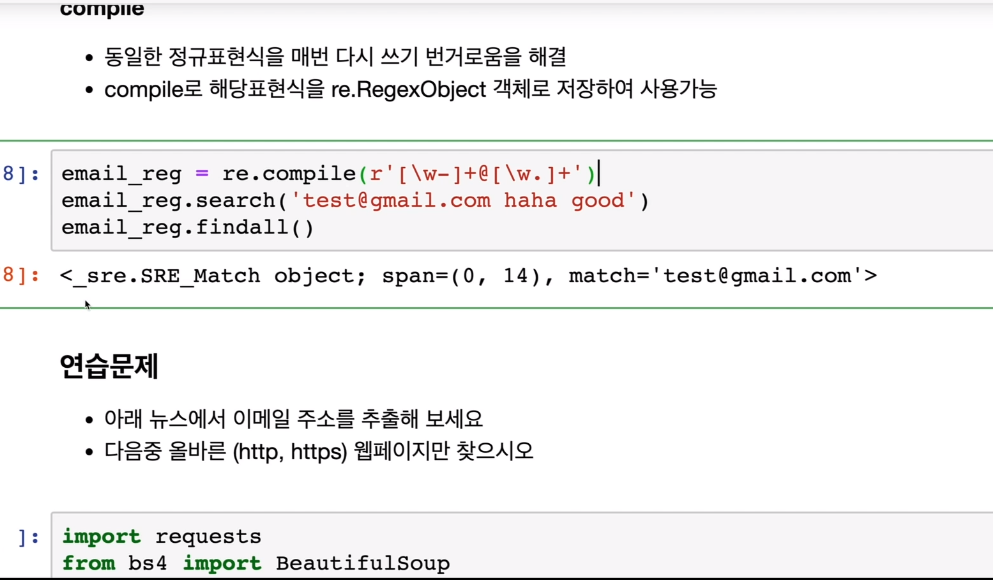 compile
동일한 정규표현식을 매번 다시 쓰기 번거로움을 해결
compile로 해당표현식을 re.RegexObject 객체로 저장하여 사용가능
8]: email_reg = re.compile(r'[\w-]+@[\w.]+')
email_reg.search('test@gmail.com haha good')
email_reg.findall()
8]: <_sre.SRE_Match object; span=(0, 14), match='test@gmail.com'>
연습문제
아래 뉴스에서 이메일 주소를 추출해 보세요
다음중 올바른 (http, https) 웹페이지만 찾으시오
]: import requests
from bs4 import BeautifulSoup